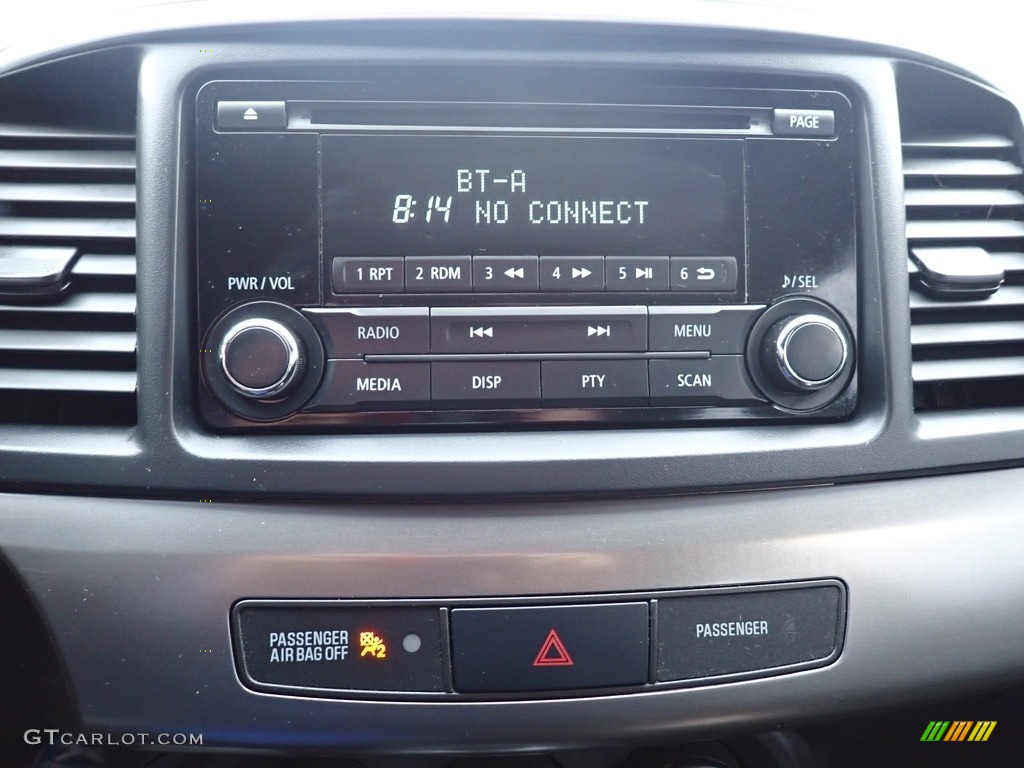 PAGE
BT-A
8:14 NO CONNECT
1 RPT 2 RDM 3 4 5 6
PWR / VOL
/ SEL
RADIO MENU
MEDIA DISP PTY SCAN
PASSENGER
AIR BAG OFF 2
PASSENGER
GTCARLOT.COM